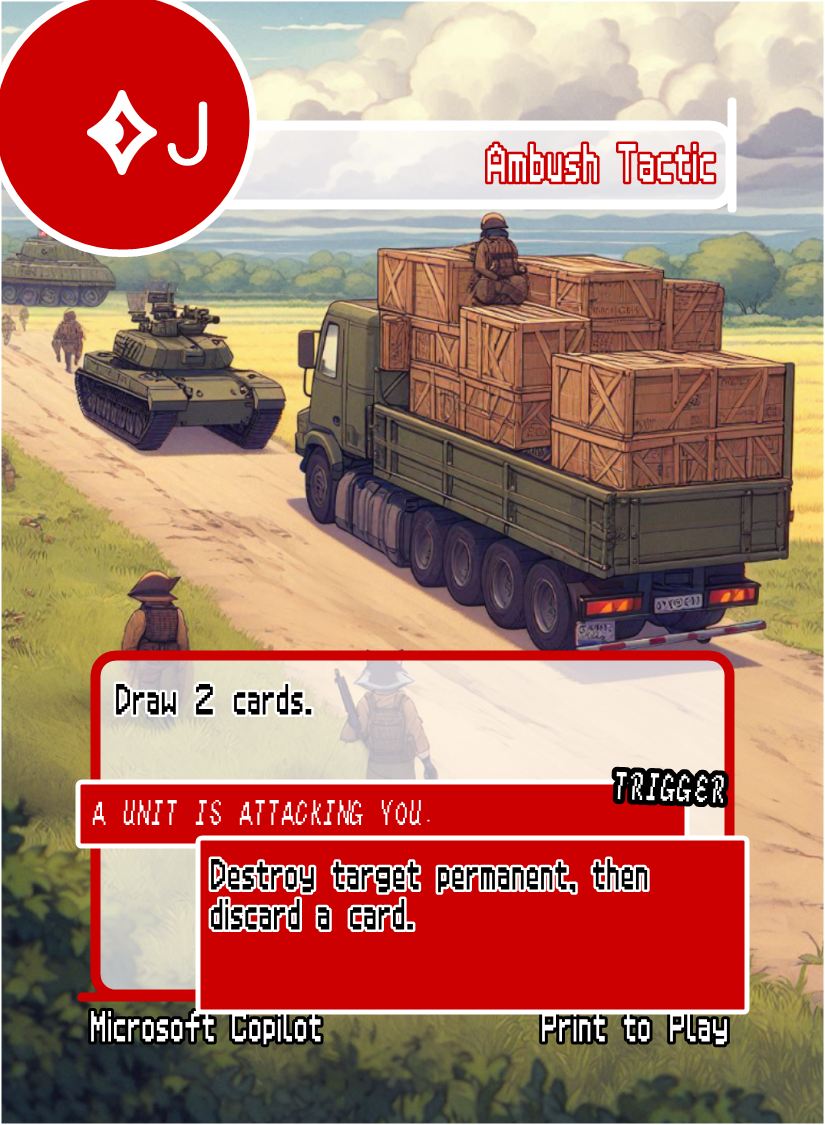 J
Ambush Tactic
Draw 2 cards.
TRIGGER
A UNIT IS ATTACKING YOU.
Destroy target permanent, then
discard a card.
Microsoft Copilot
Print to Play